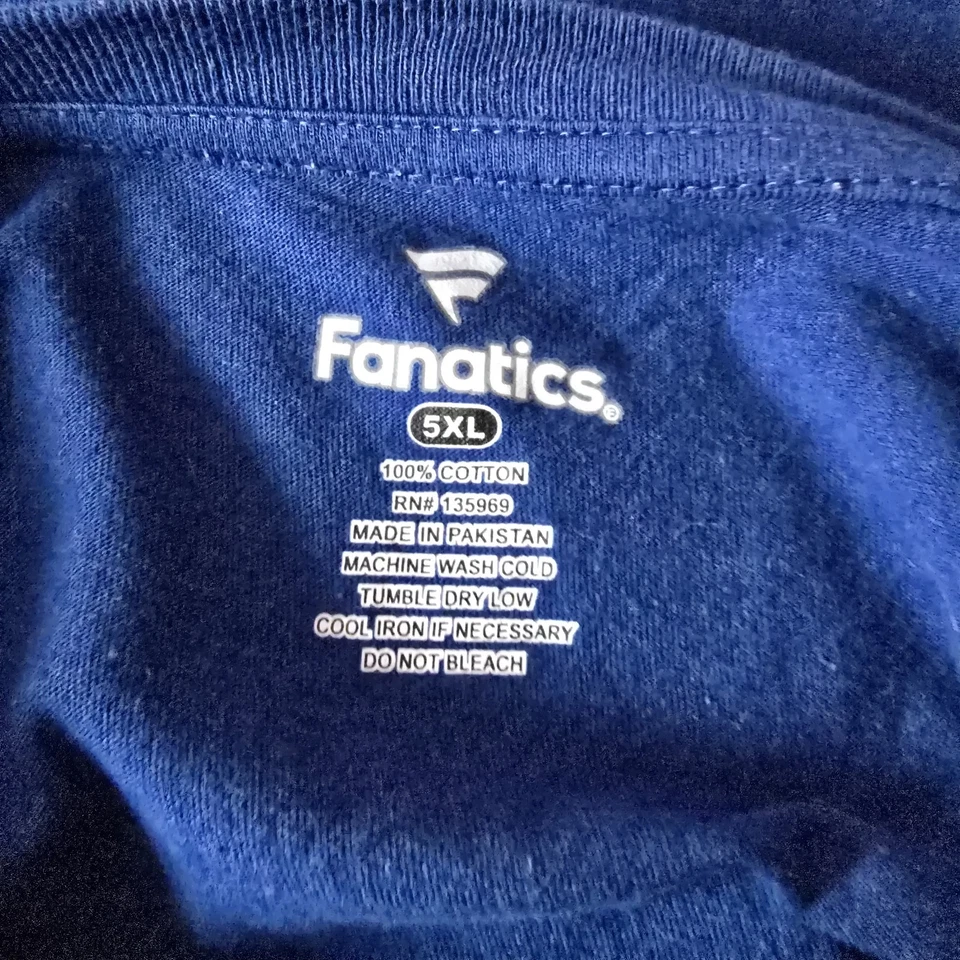 Fanatics.®
5XL
100% COTTON
RN# 135969
MADE IN PAKISTAN
MACHINE WASH COLD
TUMBLE DRY LOW
COOL IRON IF NECESSARY
DO NOT BLEACH